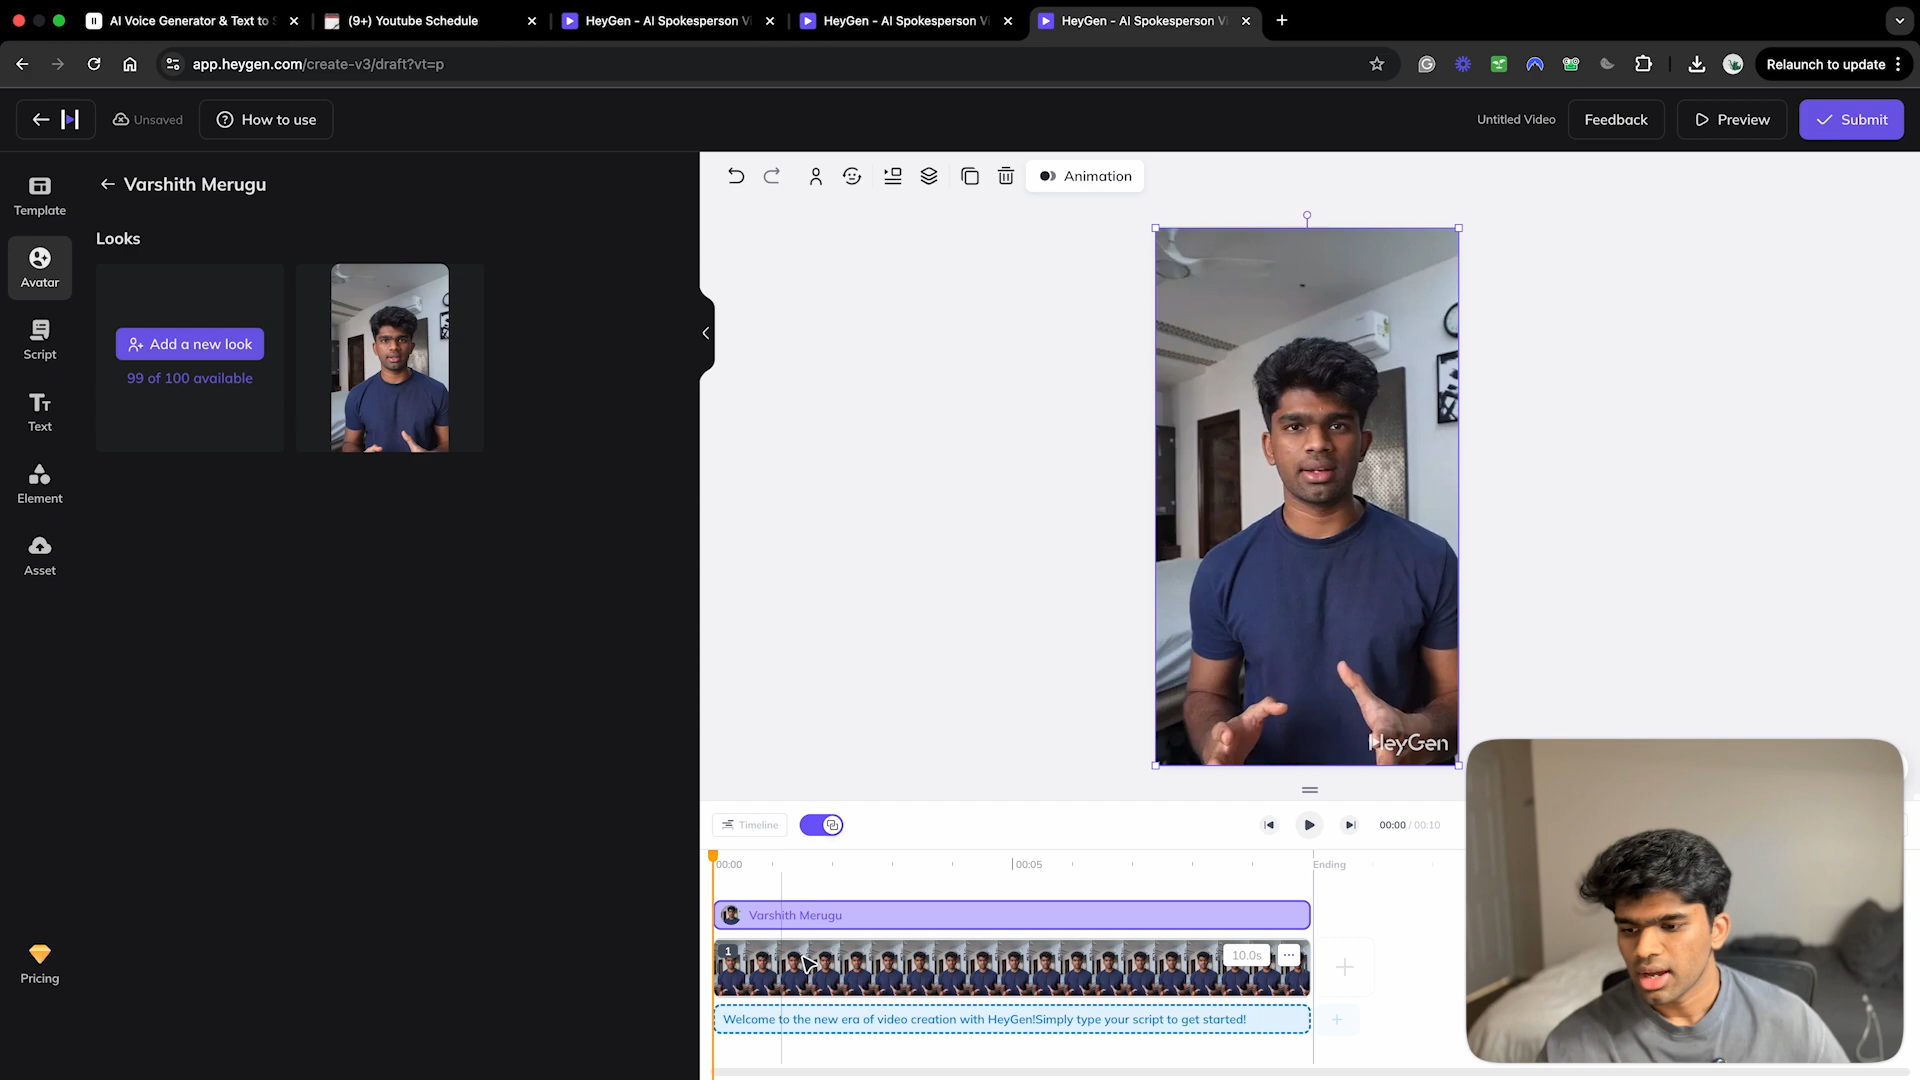 AI Voice Generator & Text to S
(9+) Youtube Schedule
HeyGen - AI Spokesperson Vi
HeyGen - AI Spokesperson Vi
HeyGen - AI Spokesperson Vi
app.heygen.com/create-v3/draft?vt=p
Relaunch to update
Unsaved
How to use
Untitled Video
Feedback
Preview
Submit
Template
Avatar
Script
Text
Element
Asset
Pricing
Varshith Merugu
Looks
Add a new look
99 of 100 available
Animation
HeyGen
Timeline
00:00 / 00:10
00:00
00:05
Ending
Varshith Merugu
1
10.0s
Welcome to the new era of video creation with HeyGen!Simply type your script to get started!